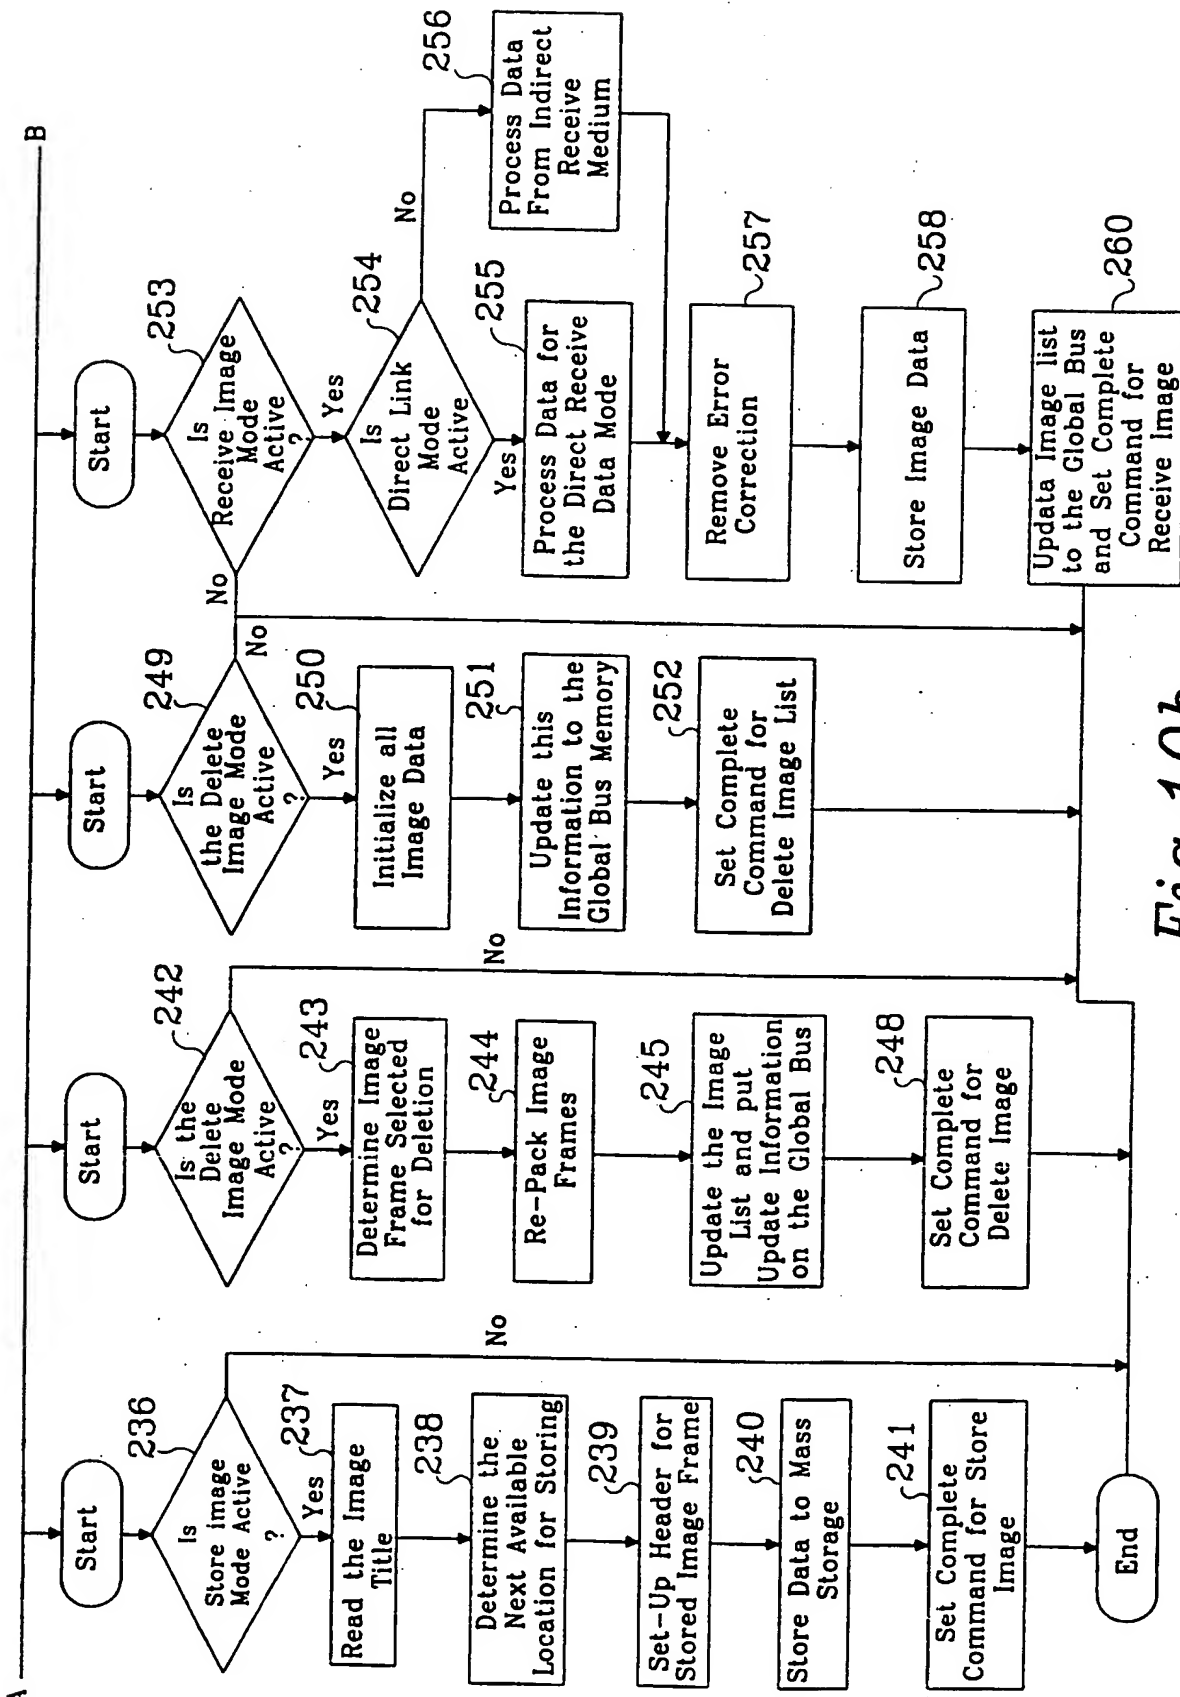 A
B
Start
236
Is
Store image
Mode Active
?
No
Yes
237
Read the Image
Title
238
Determine the
Next Available
Location for Storing
239
Set-Up Header for
Stored Image Frame
240
Store Data to Mass
Storage
241
Set Complete
Command for Store
Image
End
Start
242
Is the
Delete
Image Mode
Active
?
No
Yes
243
Determine Image
Frame Selected
for Deletion
244
Re-Pack Image
Frames
245
Update the Image
List and put
Update Information
on the Global Bus
248
Set Complete
Command for
Delete Image
Start
249
Is
the Delete
Image Mode
Active
?
No
Yes
250
Initialize all
Image Data
251
Update this
Information to the
Global Bus Memory
252
Set Complete
Command for
Delete Image List
Start
253
Is
Receive Image
Mode
Active
?
No
Yes
254
Is
Direct Link
Mode
Active
No
Yes
255
Process Data for
the Direct Receive
Data Mode
256
Process Data
From Indirect
Receive
Medium
257
Remove Error
Correction
258
Store Image Data
260
Updata Image list
to the Global Bus
and Set Complete
Command for
Receive Image
Fig. 10b